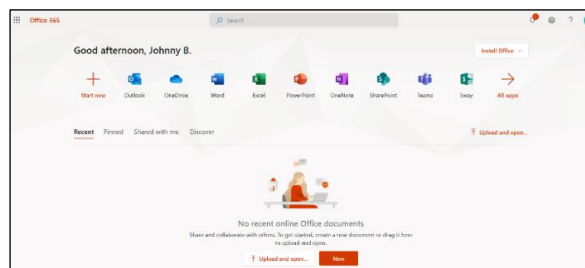 Office 365
Search
Good afternoon, Johnny B.
Install Office
Start new
Outlook
OneDrive
Word
Excel
PowerPoint
OneNote
SharePoint
Teams
Sway
All apps
Recent
Pinned
Shared with me
Discover
Upload and open...
No recent online Office documents
Share and collaborate with others. To get started, create a new document or drag it here
to upload and open.
Upload and open...
New